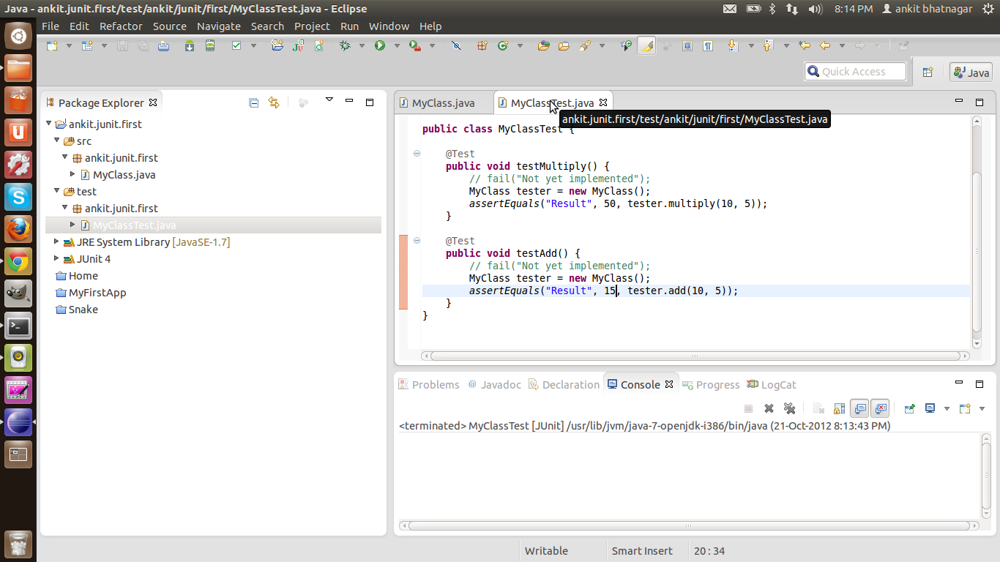 Java - ankit.junit.first/test/ankit/junit/first/MyClassTest.java - Eclipse
8:14 PM
ankit bhatnagar
File Edit Refactor Source Navigate Search Project Run Window Help
Quick Access
Java
Package Explorer
ankit.junit.first
src
ankit.junit.first
MyClass.java
test
ankit.junit.first
MyClassTest.java
JRE System Library [JavaSE-1.7]
JUnit 4
Home
MyFirstApp
Snake
MyClass.java
MyClassTest.java
ankit.junit.first/test/ankit/junit/first/MyClassTest.java
public class MyClassTest {
@Test
public void testMultiply() {
// fail("Not yet implemented");
MyClass tester = new MyClass();
assertEquals("Result", 50, tester.multiply(10, 5));
}
@Test
public void testAdd() {
// fail("Not yet implemented");
MyClass tester = new MyClass();
assertEquals("Result", 15, tester.add(10, 5));
}
}
Problems @ Javadoc Declaration Console Progress LogCat
<terminated> MyClassTest [JUnit] /usr/lib/jvm/java-7-openjdk-i386/bin/java (21-Oct-2012 8:13:43 PM)
Writable
Smart Insert
20 : 34